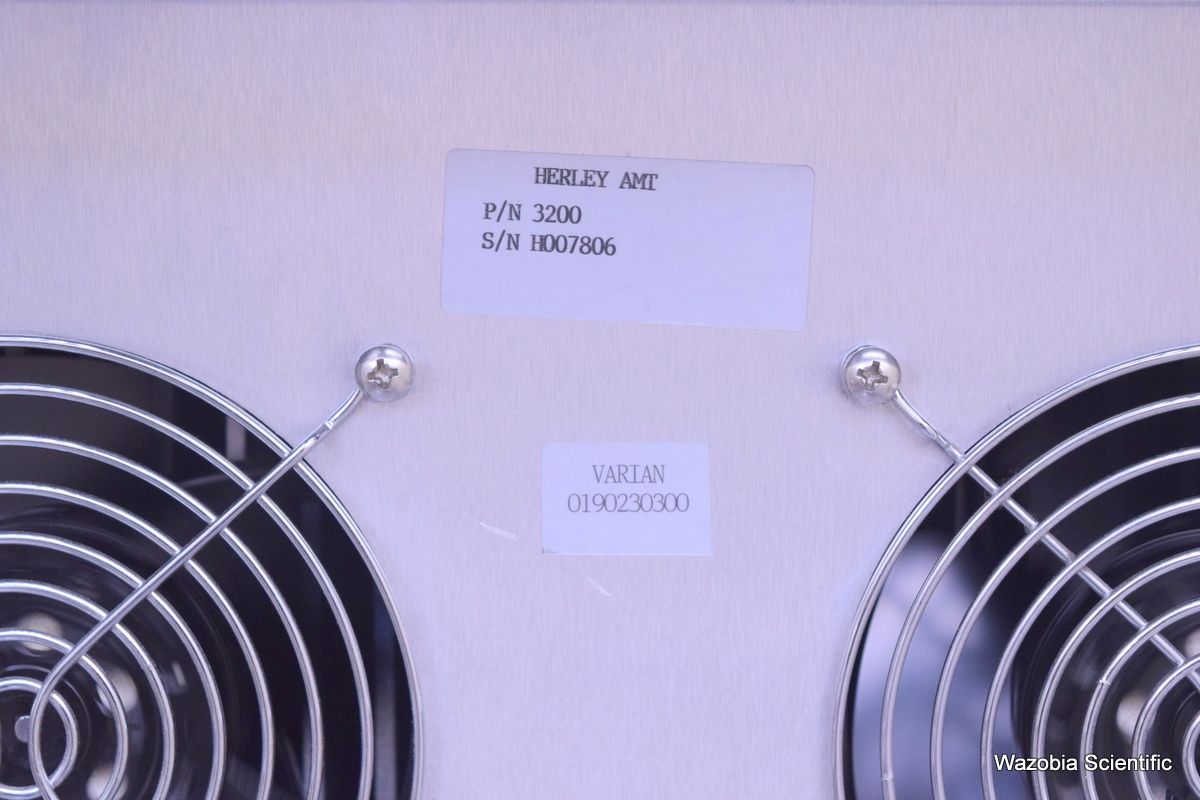 HERLEY AMT
P/N 3200
S/N H007806
VARIAN
0190230300
Wazobia Scientific